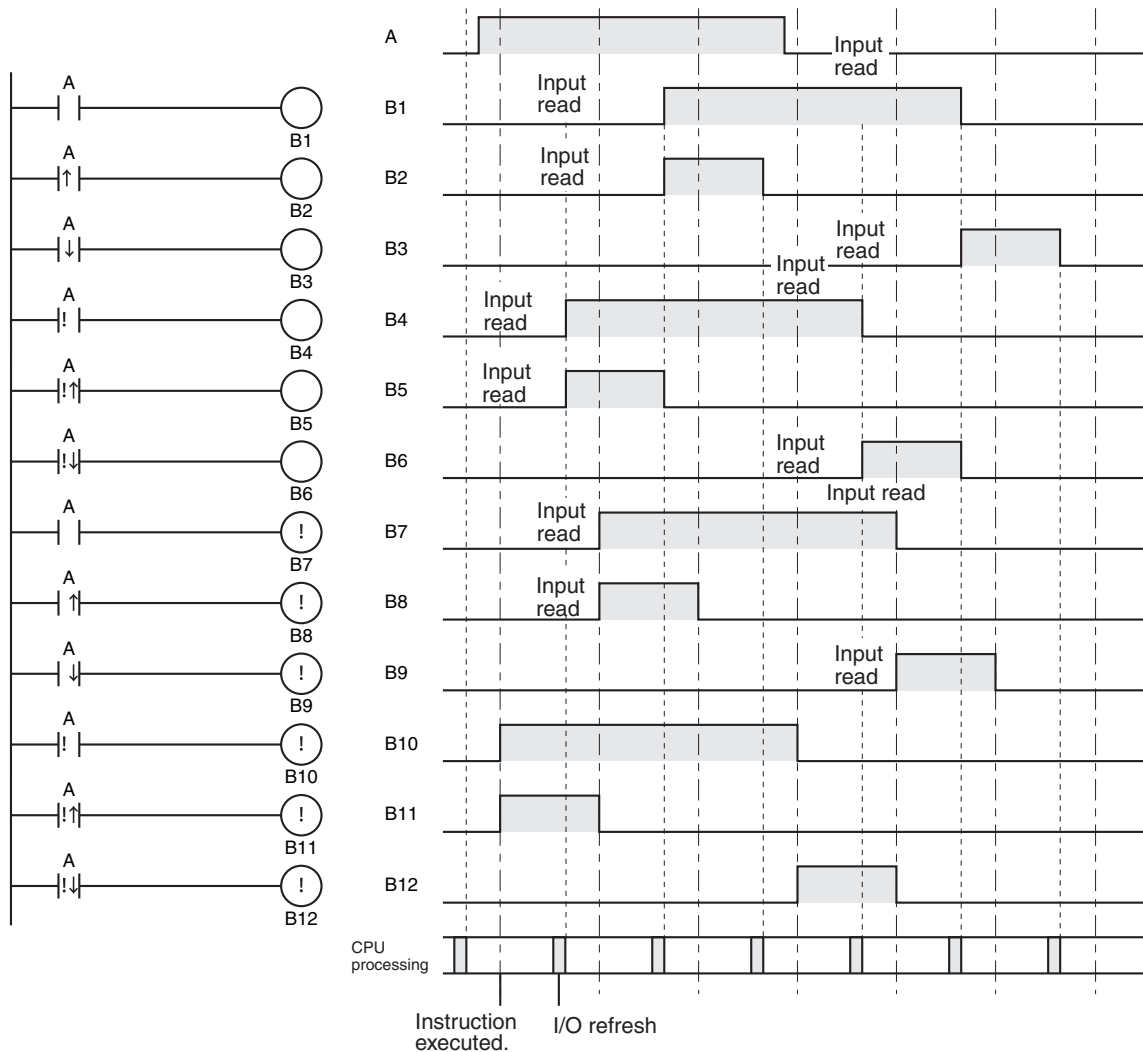 A
Input
read
A
B1
Input
read
B1
A
↑
B2
Input
read
B2
A
↓
B3
Input
read
B3
A
!
B4
Input
read
Input
read
B4
A
!↑
B5
Input
read
B5
A
!↓
B6
Input
read
B6
A
!
B7
Input read
Input
read
B7
A
↑
!
B8
Input
read
B8
A
↓
!
B9
Input
read
B9
A
!
!
B10
B10
A
!↑
!
B11
B11
A
!↓
!
B12
B12
CPU
processing
Instruction
executed.
I/O refresh